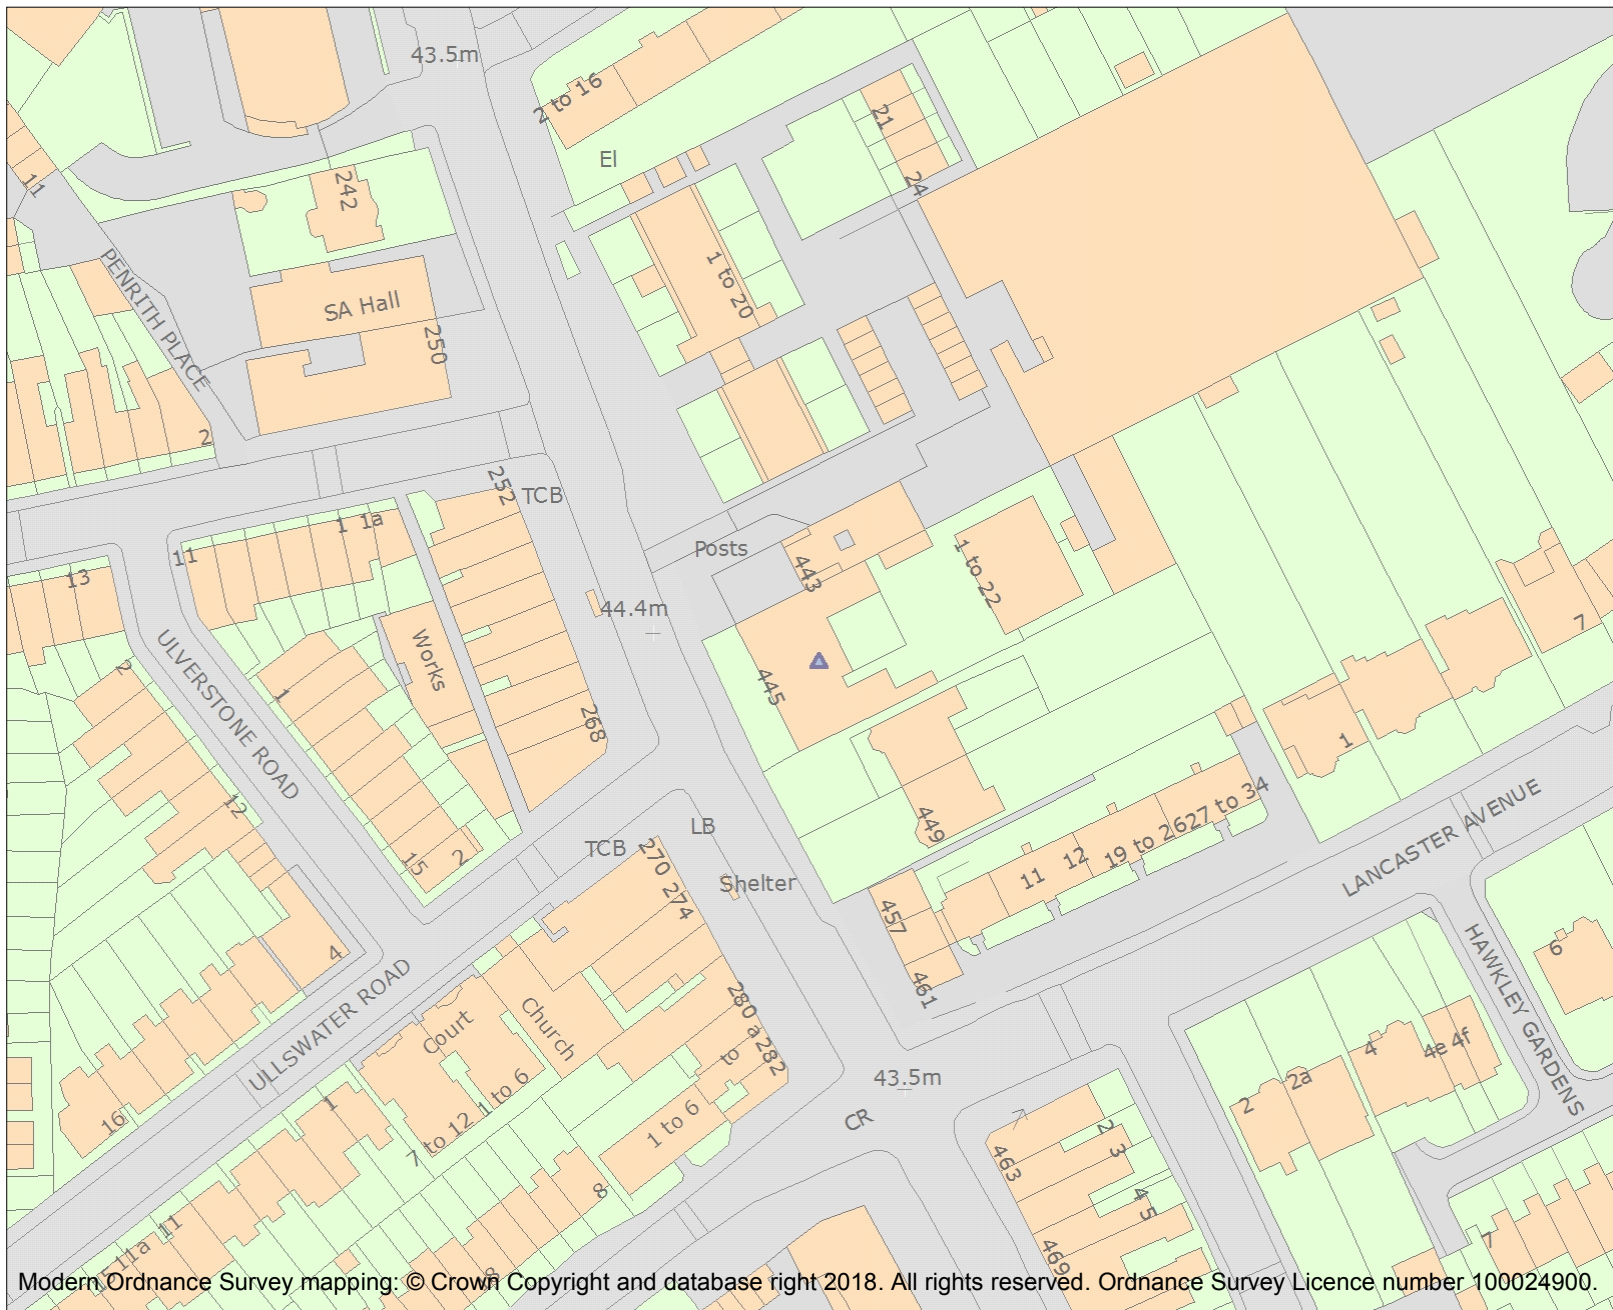 43.5m
2 to 16
21
El
11
242
24
PENRITH PLACE
1 to 20
SA Hall
250
2
252
TCB
1 1a
11
Posts
13
443
1 to 22
44.4m
7
ULVERSTONE ROAD
2
Works
1
445
268
1
12
27 to 34
LANCASTER AVENUE
LB
449
19 to 26
TCB
270
274
Shelter
12
11
15
2
457
HAWKLEY GARDENS
6
4
461
ULLSWATER ROAD
Court
Church
280 a
to
282
4
4e 4f
43.5m
2a
2
16
1
7 to 12
1 to 6
1 to 6
CR
463
2 3
4 5
8
11
11a
469
7
Modern Ordnance Survey mapping: © Crown Copyright and database right 2018. All rights reserved. Ordnance Survey Licence number 100024900.